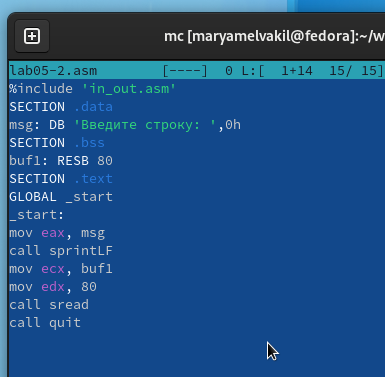 mc [maryamelvakil@fedora]:~/w
lab05-2.asm [----] 0 L:[ 1+14 15/ 15]
%include 'in_out.asm'
SECTION .data
msg: DB 'Введите строку: ',0h
SECTION .bss
buf1: RESB 80
SECTION .text
GLOBAL _start
_start:
mov eax, msg
call sprintLF
mov ecx, buf1
mov edx, 80
call sread
call quit